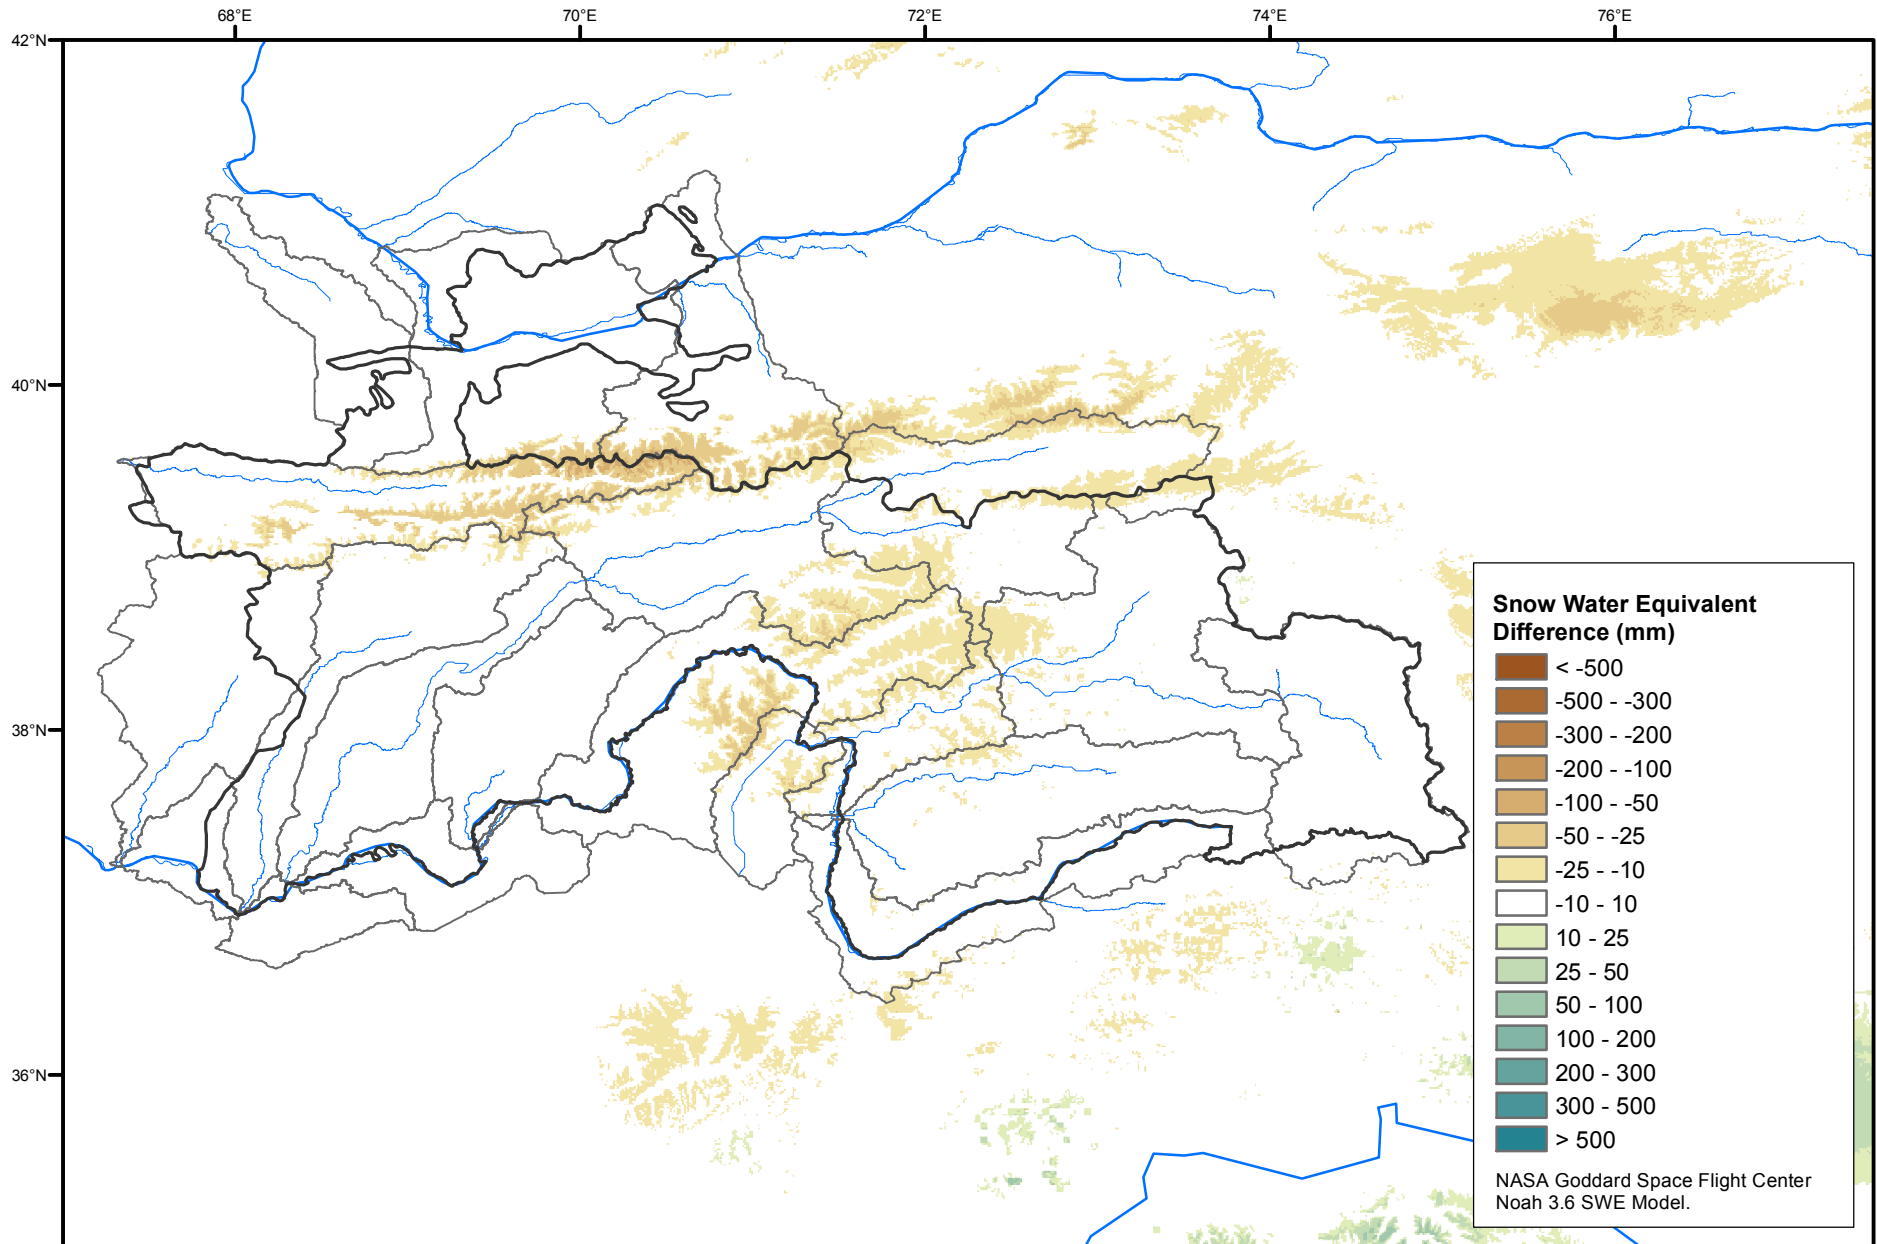 68°E 70°E 72°E 74°E 76°E
42°N
40°N
38°N
36°N
Snow Water Equivalent
Difference (mm)
< -500
-500 - -300
-300 - -200
-200 - -100
-100 - -50
-50 - -25
-25 - -10
-10 - 10
10 - 25
25 - 50
50 - 100
100 - 200
200 - 300
300 - 500
> 500
NASA Goddard Space Flight Center
Noah 3.6 SWE Model.